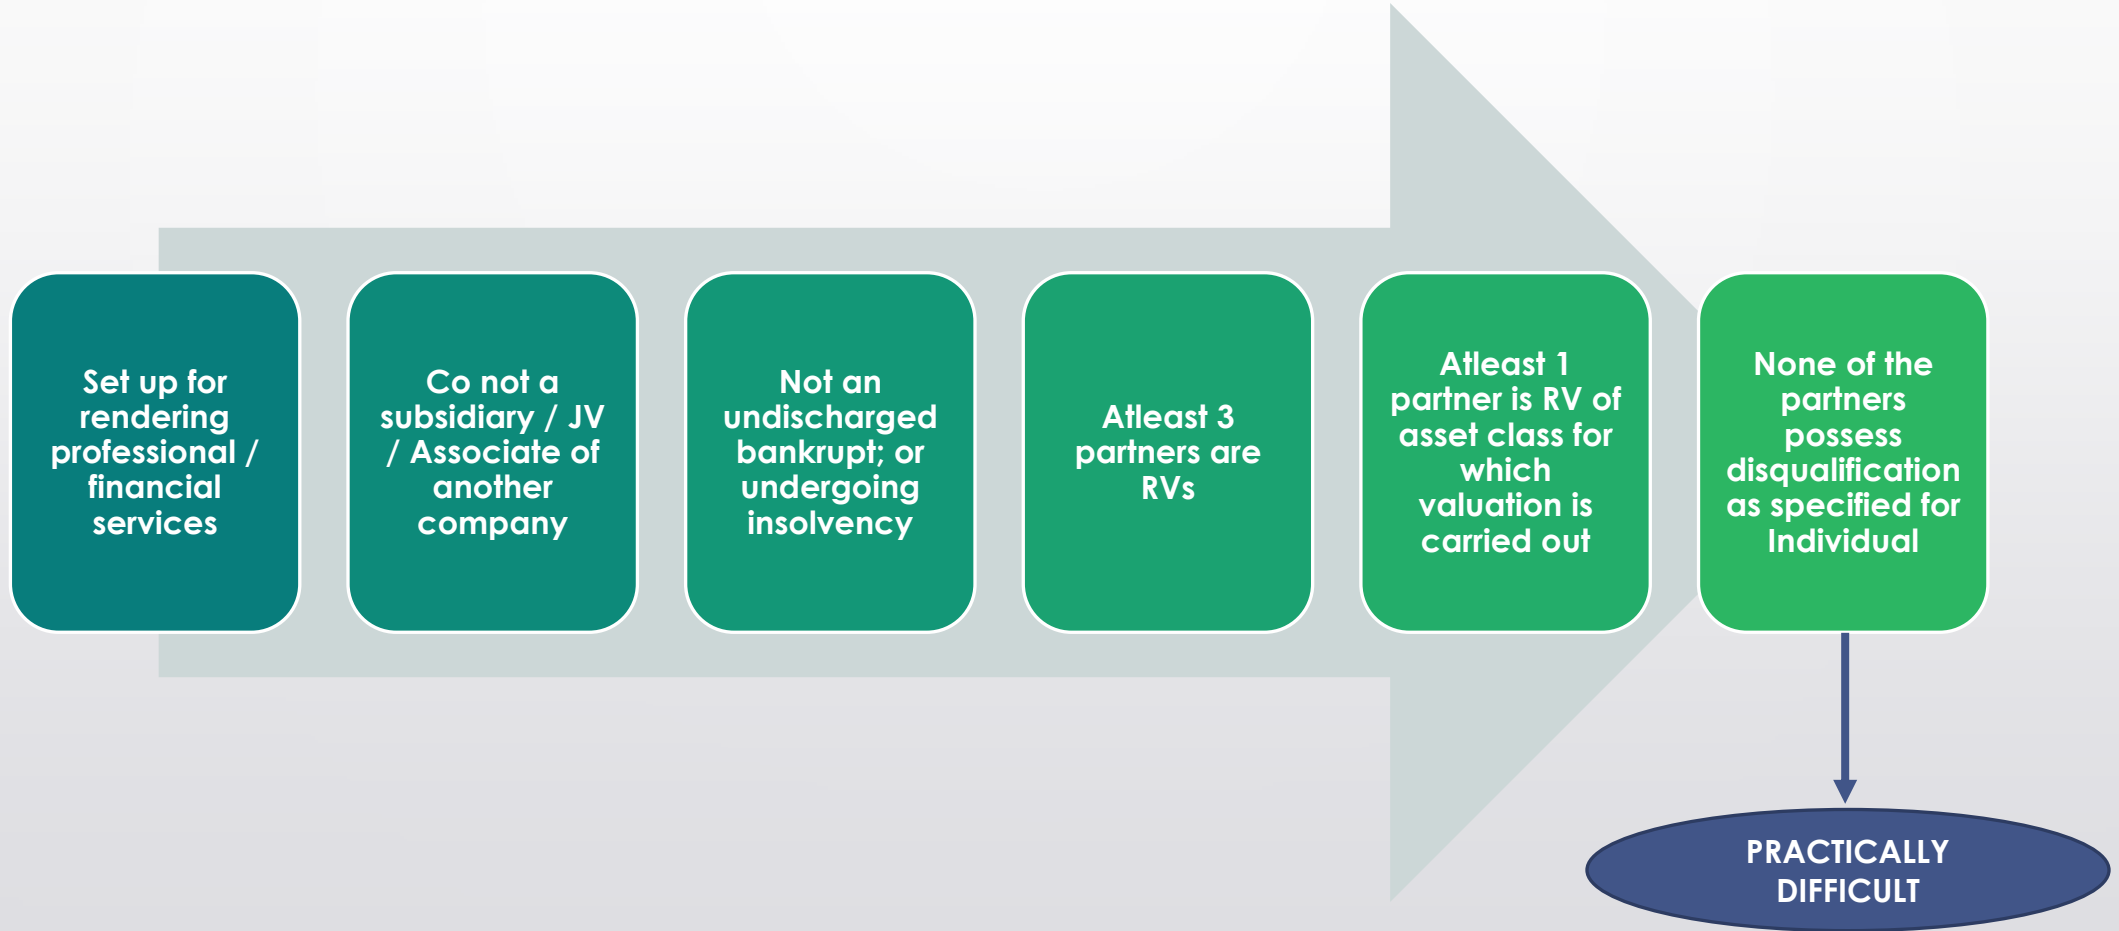 Set up for
rendering
professional /
financial
services
Co not a
subsidiary / JV
/ Associate of
another
company
Not an
undischarged
bankrupt; or
undergoing
insolvency
Atleast 3
partners are
RVs
Atleast 1
partner is RV of
asset class for
which
valuation is
carried out
None of the
partners
possess
disqualification
as specified for
Individual
PRACTICALLY
DIFFICULT